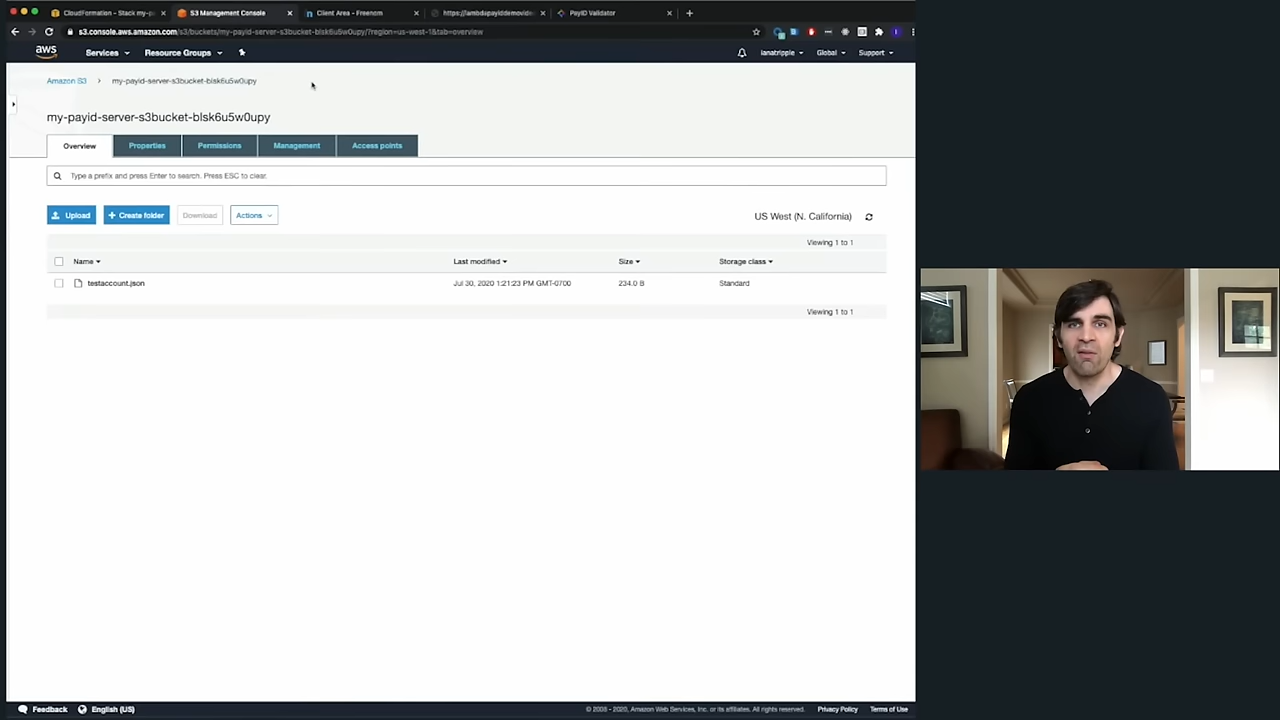 CloudFormation – Stack my-p
S3 Management Console
Client Area - Freenom
https://lambdapayiddemovide
PayID Validator
s3.console.aws.amazon.com/s3/buckets/my-payid-server-s3bucket-blsk6u5w0upy/?region=us-west-1&tab=overview
aws
Services
Resource Groups
ianatripple
Global
Support
Amazon S3
my-payid-server-s3bucket-blsk6u5w0upy
my-payid-server-s3bucket-blsk6u5w0upy
Overview
Properties
Permissions
Management
Access points
Type a prefix and press Enter to search. Press ESC to clear.
Upload
+ Create folder
Download
Actions
US West (N. California)
Viewing 1 to 1
Name
Last modified
Size
Storage class
testaccount.json
Jul 30, 2020 1:21:23 PM GMT-0700
234.0 B
Standard
Viewing 1 to 1
Feedback
English (US)
© 2008 - 2020, Amazon Web Services, Inc. or its affiliates. All rights reserved.
Privacy Policy
Terms of Use